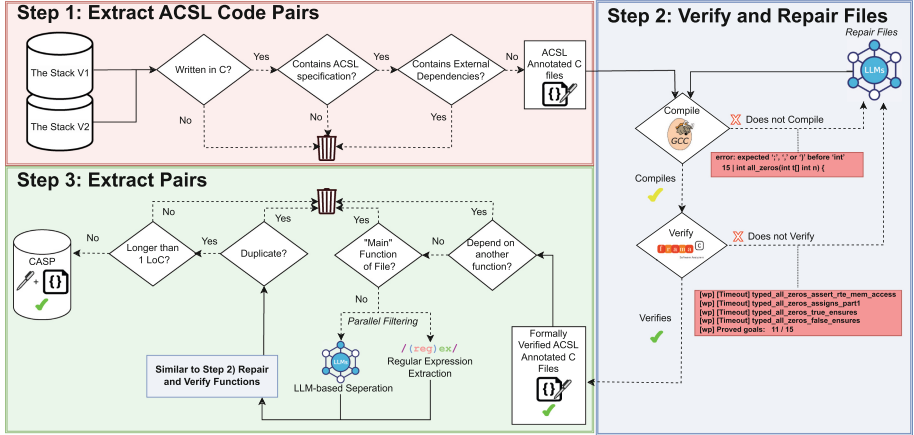 Step 1: Extract ACSL Code Pairs
The Stack V1
The Stack V2
Written in C?
Yes
No
Contains ACSL
specification?
Yes
No
Contains External
Dependencies?
No
Yes
ACSL
Annotated C
files
{}
Step 2: Verify and Repair Files
Repair Files
LLMs
Compile
GCC
X Does not Compile
error: expected ';', ',' or ')' before 'int'
15 | int all_zeros(int t[] int n) {
Compiles
Verify
frama C
X Does not Verify
[wp] [Timeout] typed_all_zeros_assert_rte_mem_access
[wp] [Timeout] typed_all_zeros_assigns_part1
[wp] [Timeout] typed_all_zeros_true_ensures
[wp] [Timeout] typed_all_zeros_false_ensures
[wp] Proved goals: 11 / 15
Verifies
Step 3: Extract Pairs
CASP
+ {}
No
Longer than
1 LoC?
No
Yes
Duplicate?
Yes
"Main"
Function
of File?
Yes
No
No
Depend on
another
function?
Yes
Parallel Filtering
LLMs
LLM-based Seperation
/(reg)ex/
Regular Expression
Extraction
Similar to Step 2) Repair
and Verify Functions
Formally
Verified ACSL
Annotated C
Files
{}